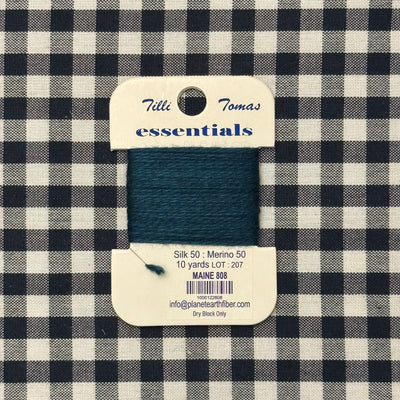 Tilli Tomas
essentials
Silk 50 : Merino 50
10 yards LOT : 207
MAINE 808
1000122808
info@planetearthfiber.com
Dry Block Only